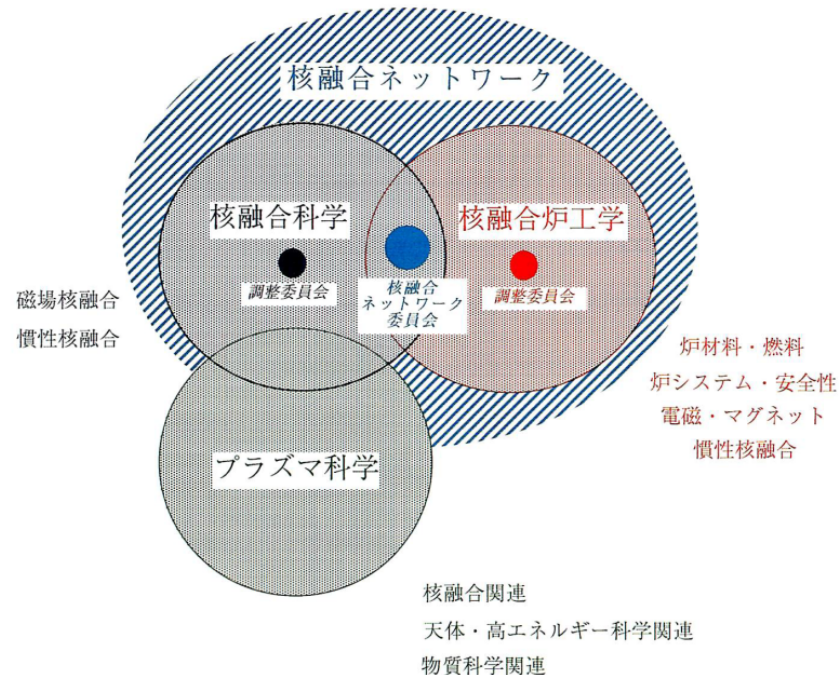 核融合ネットワーク
核融合科学
調整委員会
核融合
ネットワーク
委員会
核融合炉工学
調整委員会
磁場核融合
慣性核融合
炉材料・燃料
炉システム・安全性
電磁・マグネット
慣性核融合
プラズマ科学
核融合関連
天体・高エネルギー科学関連
物質科学関連